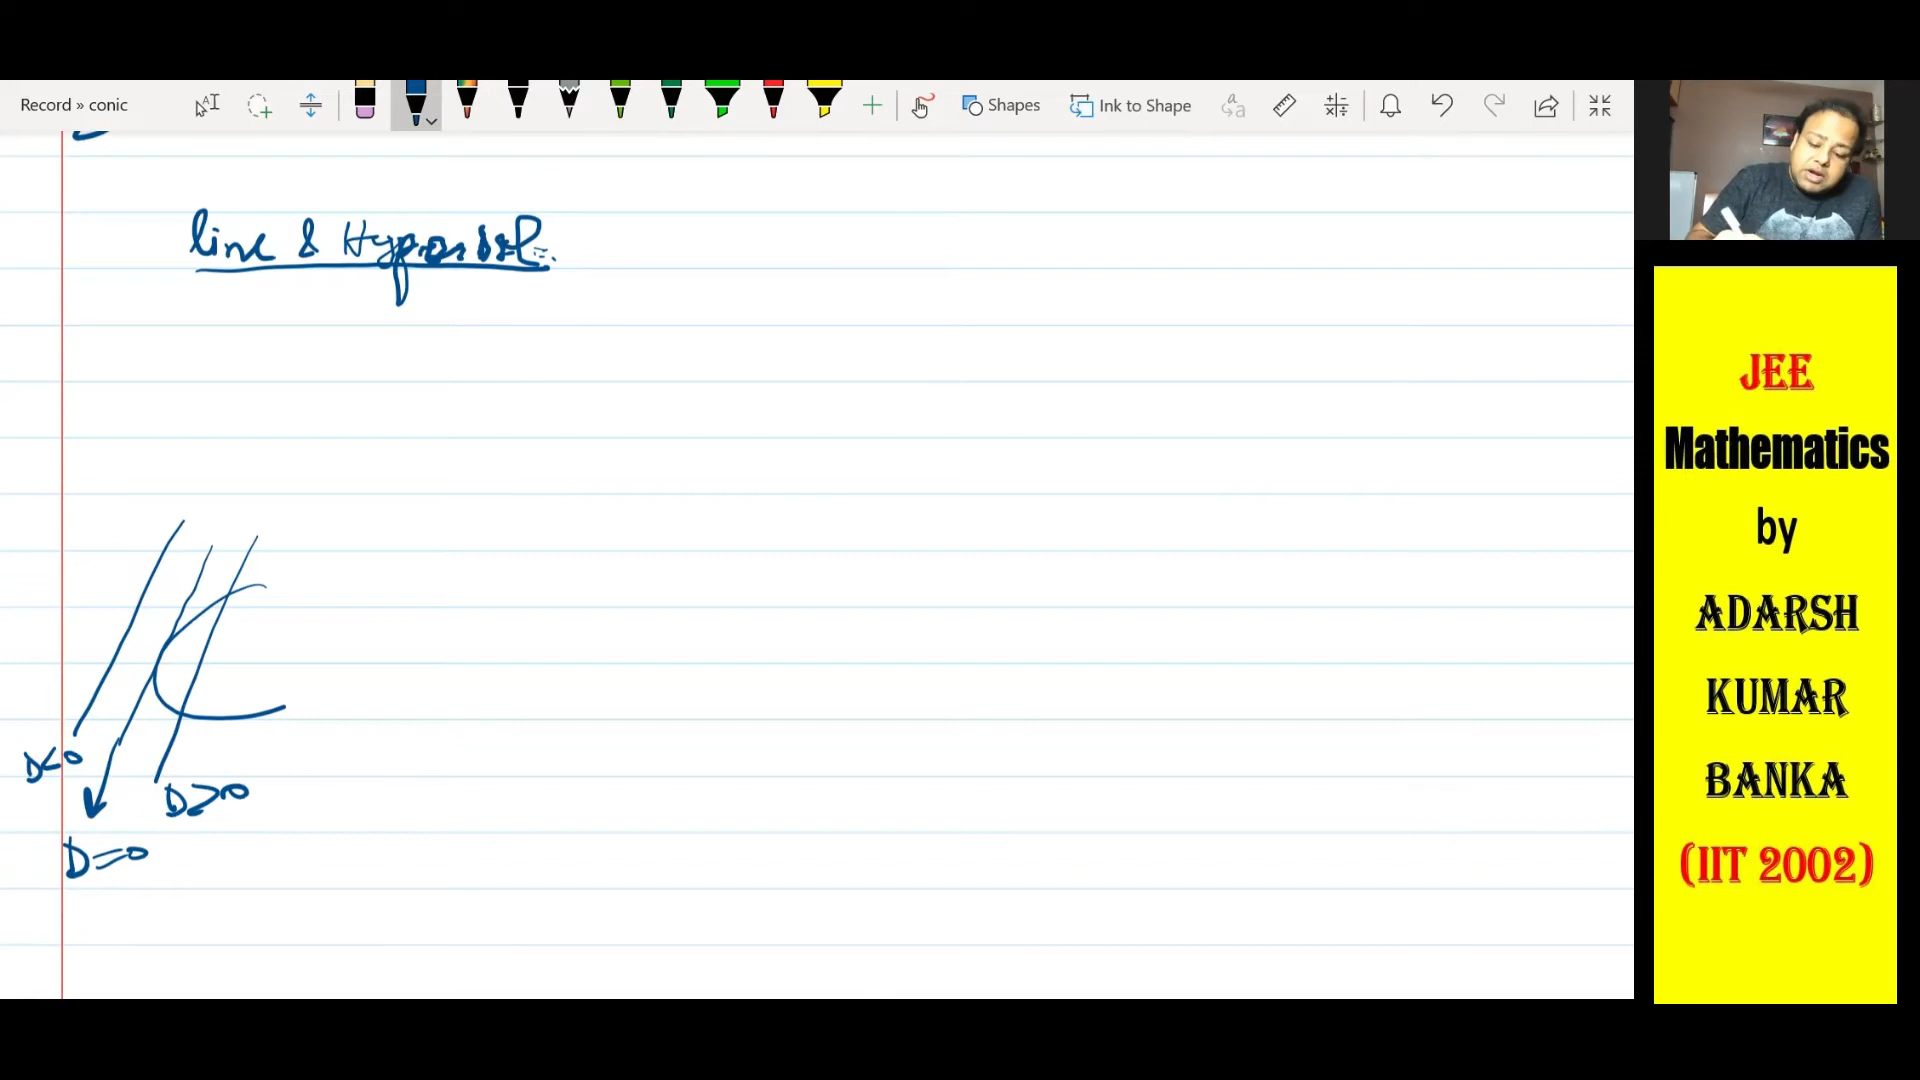 Record » conic
Shapes
Ink to Shape
line & Hyperbola
D<0
D>0
D=0
JEE
Mathematics
by
ADARSH
KUMAR
BANKA
(IIT 2002)